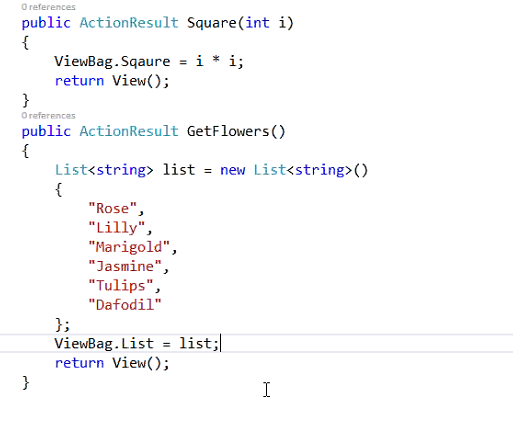 0 references
public ActionResult Square(int i)
{
    ViewBag.Sqaure = i * i;
    return View();
}
0 references
public ActionResult GetFlowers()
{
    List<string> list = new List<string>()
    {
        "Rose",
        "Lilly",
        "Marigold",
        "Jasmine",
        "Tulips",
        "Dafodil"
    };
    ViewBag.List = list;
    return View();
}